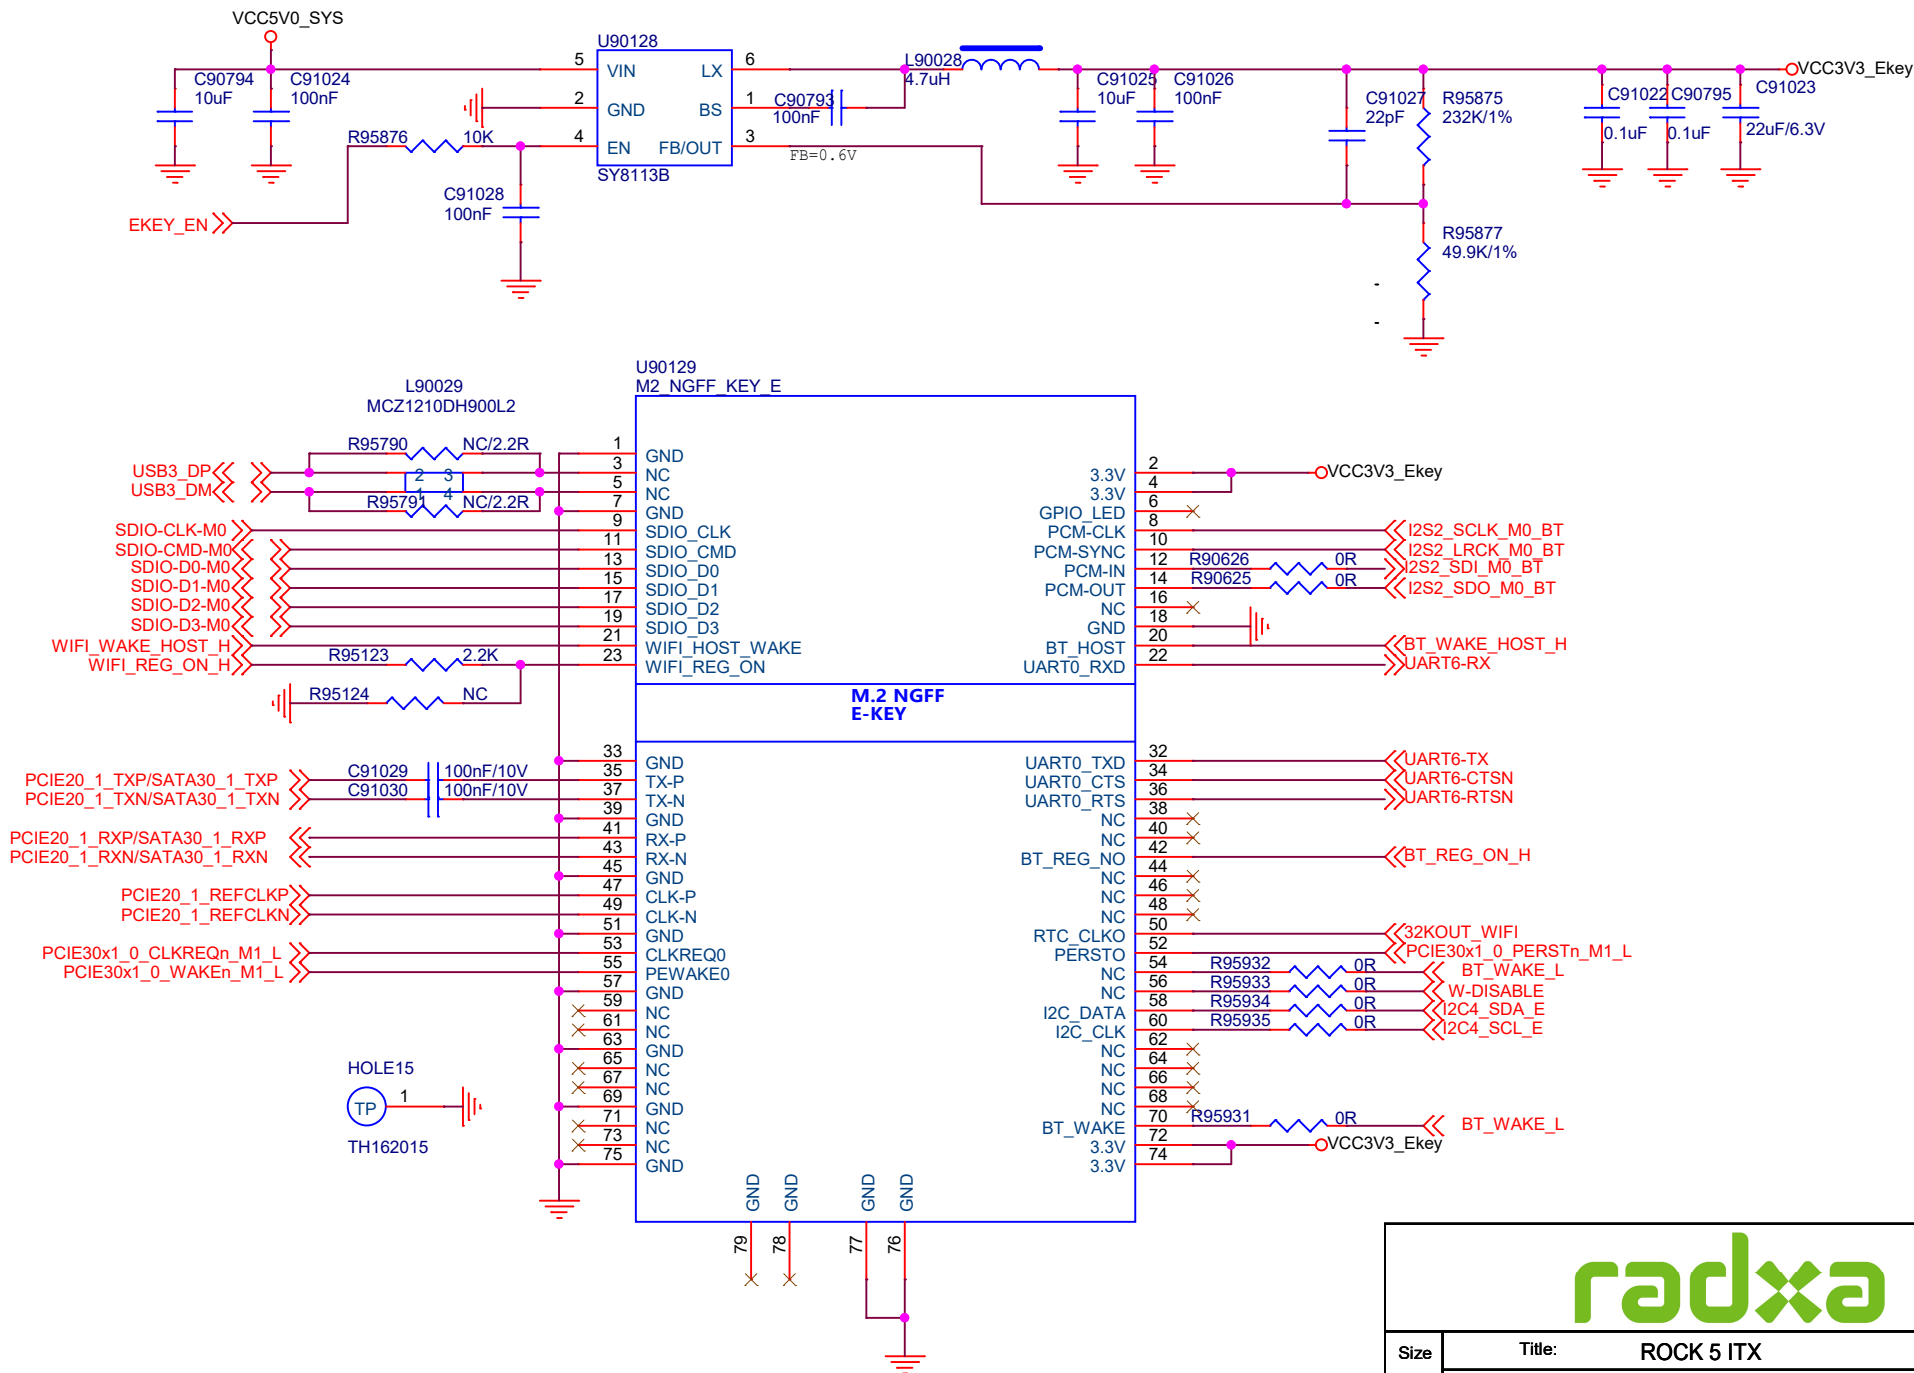 VCC5V0_SYS
C90794
10uF
C91024
100nF
U90128
5 VIN LX 6
2 GND BS 1
4 EN FB/OUT 3
SY8113B
R95876 10K
C91028
100nF
EKEY_EN
C90793
100nF
FB=0.6V
L90028
4.7uH
C91025
10uF
C91026
100nF
C91027
22pF
R95875
232K/1%
R95877
49.9K/1%
-
-
C91022
0.1uF
C90795
0.1uF
C91023
22uF/6.3V
VCC3V3_Ekey
U90129
M2_NGFF_KEY_E
L90029
MCZ1210DH900L2
R95790 NC/2.2R
2 3
1 4
R95791 NC/2.2R
USB3_DP
USB3_DM
SDIO-CLK-M0
SDIO-CMD-M0
SDIO-D0-M0
SDIO-D1-M0
SDIO-D2-M0
SDIO-D3-M0
WIFI_WAKE_HOST_H
WIFI_REG_ON_H
R95123 2.2K
R95124 NC
1 GND
3 NC
5 NC
7 GND
9 SDIO_CLK
11 SDIO_CMD
13 SDIO_D0
15 SDIO_D1
17 SDIO_D2
19 SDIO_D3
21 WIFI_HOST_WAKE
23 WIFI_REG_ON
3.3V 2
3.3V 4
GPIO_LED 6
PCM-CLK 8
PCM-SYNC 10
PCM-IN 12
PCM-OUT 14
NC 16
GND 18
BT_HOST 20
UART0_RXD 22
VCC3V3_Ekey
I2S2_SCLK_M0_BT
I2S2_LRCK_M0_BT
R90626 0R I2S2_SDI_M0_BT
R90625 0R I2S2_SDO_M0_BT
BT_WAKE_HOST_H
UART6-RX
M.2 NGFF
E-KEY
PCIE20_1_TXP/SATA30_1_TXP
PCIE20_1_TXN/SATA30_1_TXN
C91029 100nF/10V
C91030 100nF/10V
PCIE20_1_RXP/SATA30_1_RXP
PCIE20_1_RXN/SATA30_1_RXN
PCIE20_1_REFCLKP
PCIE20_1_REFCLKN
PCIE30x1_0_CLKREQn_M1_L
PCIE30x1_0_WAKEn_M1_L
33 GND
35 TX-P
37 TX-N
39 GND
41 RX-P
43 RX-N
45 GND
47 CLK-P
49 CLK-N
51 GND
53 CLKREQ0
55 PEWAKE0
57 GND
59 NC
61 NC
63 GND
65 NC
67 NC
69 GND
71 NC
73 NC
75 GND
UART0_TXD 32 UART6-TX
UART0_CTS 34 UART6-CTSN
UART0_RTS 36 UART6-RTSN
NC 38
NC 40
BT_REG_NO 42 BT_REG_ON_H
NC 44
NC 46
NC 48
RTC_CLKO 50 32KOUT_WIFI
PERSTO 52 PCIE30x1_0_PERSTn_M1_L
NC 54 R95932 0R BT_WAKE_L
NC 56 R95933 0R W-DISABLE
I2C_DATA 58 R95934 0R I2C4_SDA_E
I2C_CLK 60 R95935 0R I2C4_SCL_E
NC 62
NC 64
NC 66
NC 68
BT_WAKE 70 R95931 0R BT_WAKE_L
3.3V 72 VCC3V3_Ekey
3.3V 74
HOLE15
TP 1
TH162015
GND GND GND GND
79 78 77 76
radxa
Size Title: ROCK 5 ITX